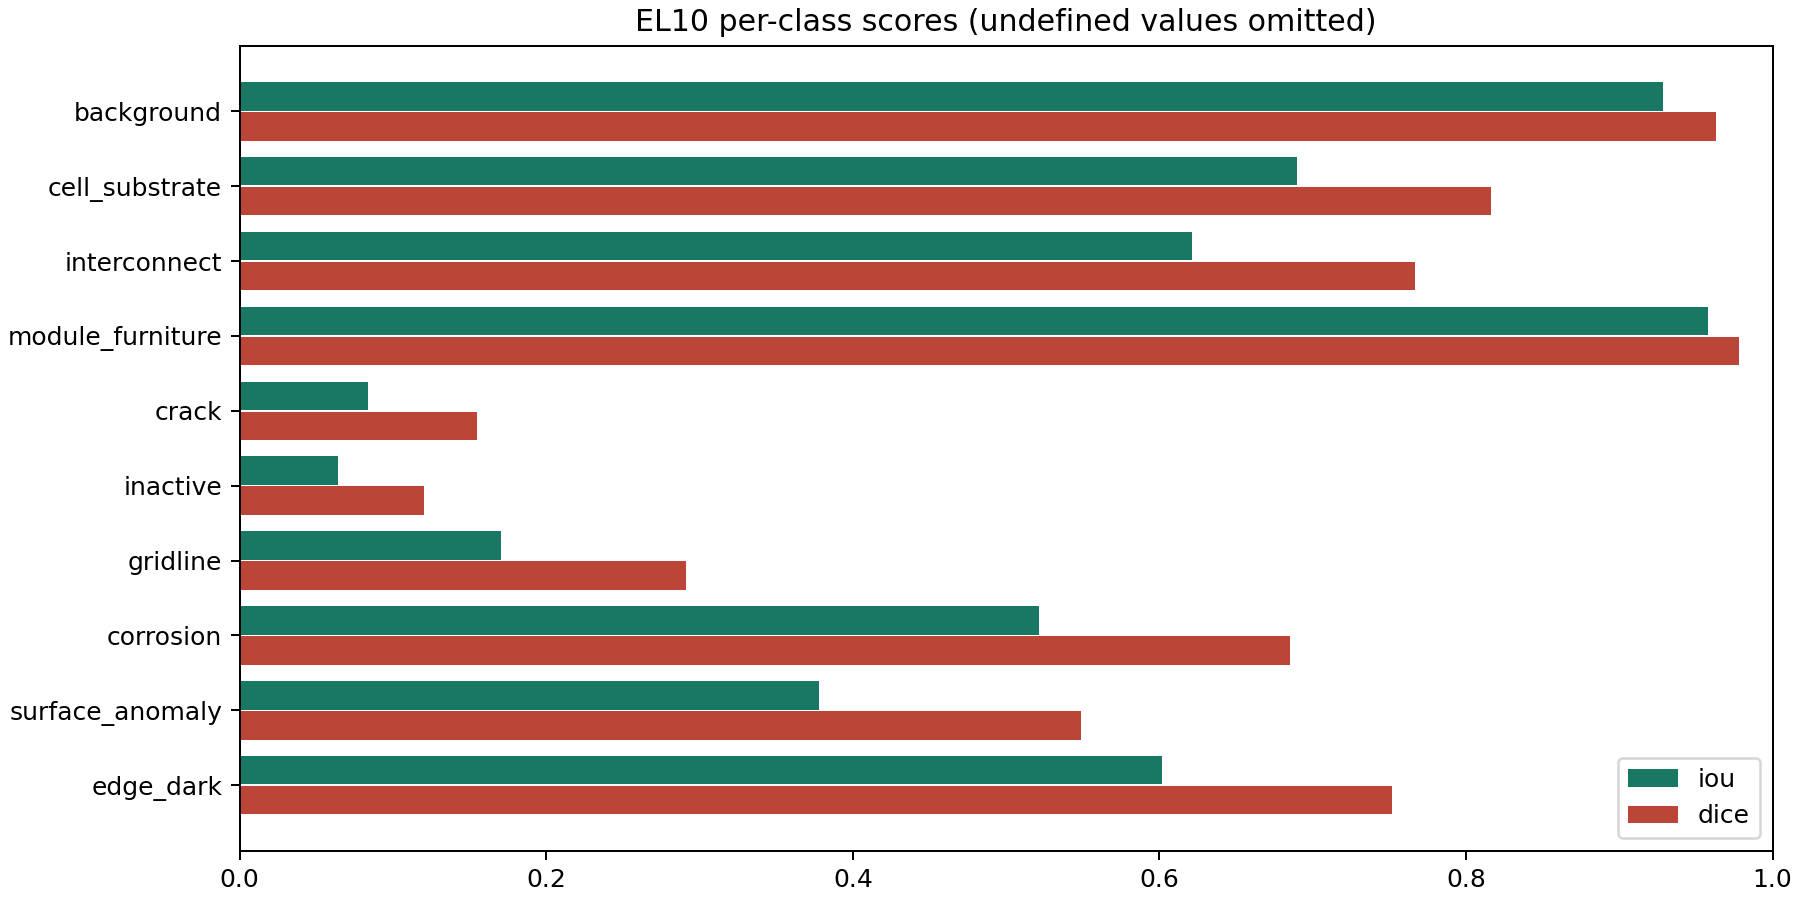 EL10 per-class scores (undefined values omitted)
background
cell_substrate
interconnect
module_furniture
crack
inactive
gridline
corrosion
surface_anomaly
edge_dark
iou
dice
0.0 0.2 0.4 0.6 0.8 1.0